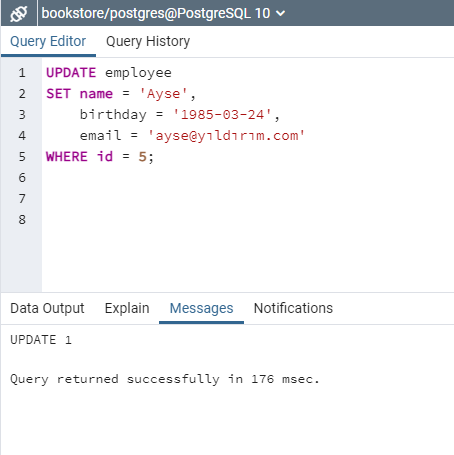 bookstore/postgres@PostgreSQL 10
Query Editor Query History
1 UPDATE employee
2 SET name = 'Ayse',
3     birthday = '1985-03-24',
4     email = 'ayse@yıldırım.com'
5 WHERE id = 5;
6
7
8
Data Output Explain Messages Notifications
UPDATE 1
Query returned successfully in 176 msec.